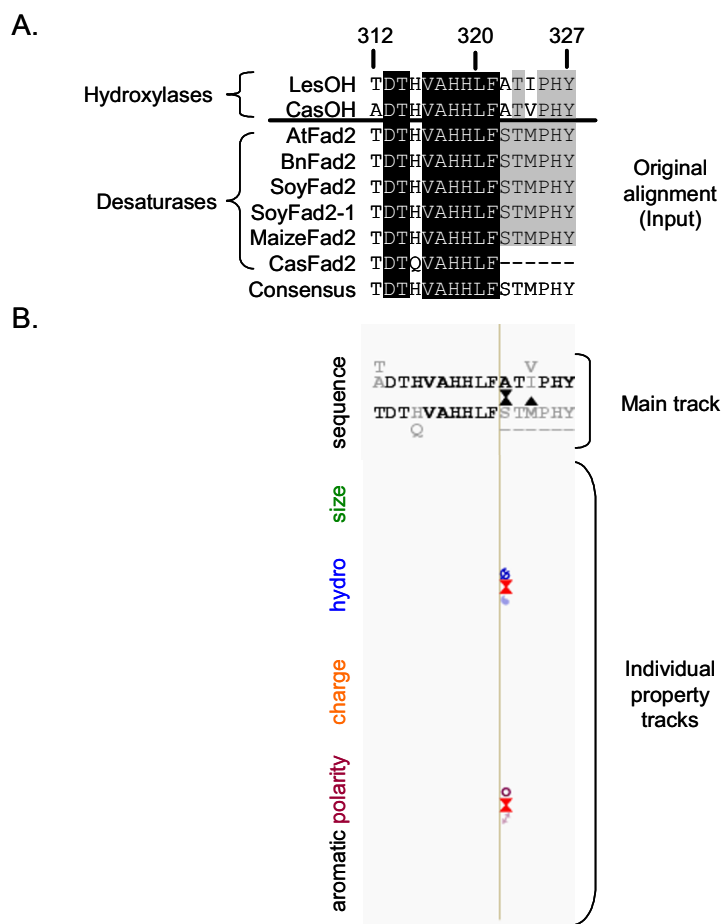 A.
312 320 327
Hydroxylases
LesOH TDTHVAHHLFATIPHY
CasOH ADTHVAHHLFATVPHY
Desaturases
AtFad2 TDTHVAHHLFSTMPHY
BnFad2 TDTHVAHHLFSTMPHY
SoyFad2 TDTHVAHHLFSTMPHY
SoyFad2-1 TDTHVAHHLFSTMPHY
MaizeFad2 TDTHVAHHLFSTMPHY
CasFad2 TDTQVAHHLF------
Consensus TDTHVAHHLFSTMPHY
Original
alignment
(Input)
B.
sequence
T V
ADTHVAHHLFATIPHY
TDTHVAHHLFSTMPHY
Q ------
Main track
size
hydro
charge
polarity
aromatic
Individual
property
tracks